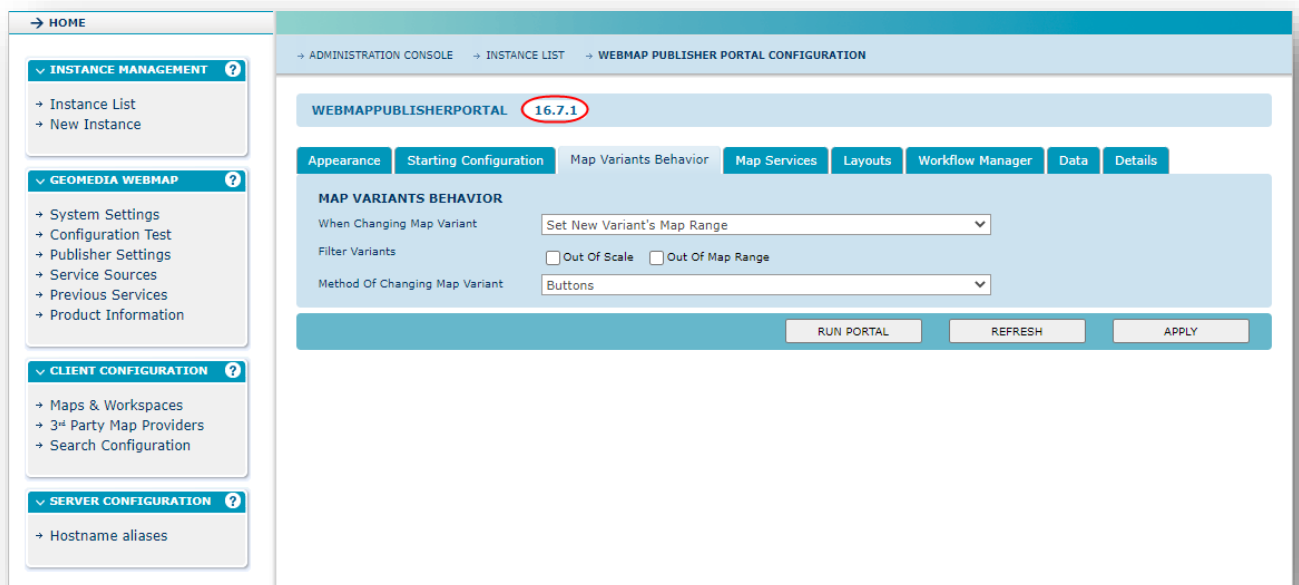 → HOME
INSTANCE MANAGEMENT ?
→ Instance List
→ New Instance
GEOMEDIA WEBMAP ?
→ System Settings
→ Configuration Test
→ Publisher Settings
→ Service Sources
→ Previous Services
→ Product Information
CLIENT CONFIGURATION ?
→ Maps & Workspaces
→ 3rd Party Map Providers
→ Search Configuration
SERVER CONFIGURATION ?
→ Hostname aliases
→ ADMINISTRATION CONSOLE → INSTANCE LIST → WEBMAP PUBLISHER PORTAL CONFIGURATION
WEBMAPPUBLISHERPORTAL 16.7.1
Appearance Starting Configuration Map Variants Behavior Map Services Layouts Workflow Manager Data Details
MAP VARIANTS BEHAVIOR
When Changing Map Variant Set New Variant's Map Range
Filter Variants Out Of Scale Out Of Map Range
Method Of Changing Map Variant Buttons
RUN PORTAL REFRESH APPLY